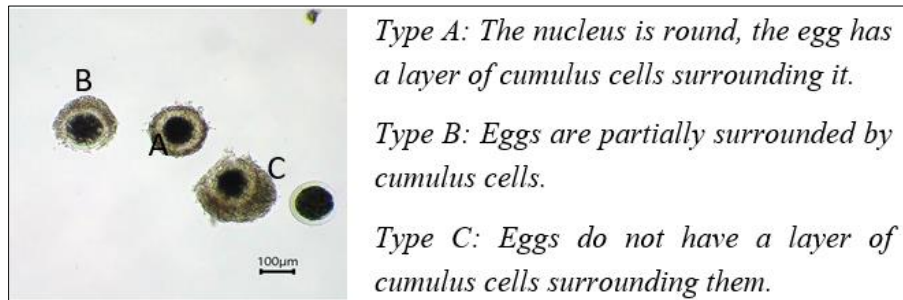 B
A
C
100µm
Type A: The nucleus is round, the egg has
a layer of cumulus cells surrounding it.
Type B: Eggs are partially surrounded by
cumulus cells.
Type C: Eggs do not have a layer of
cumulus cells surrounding them.